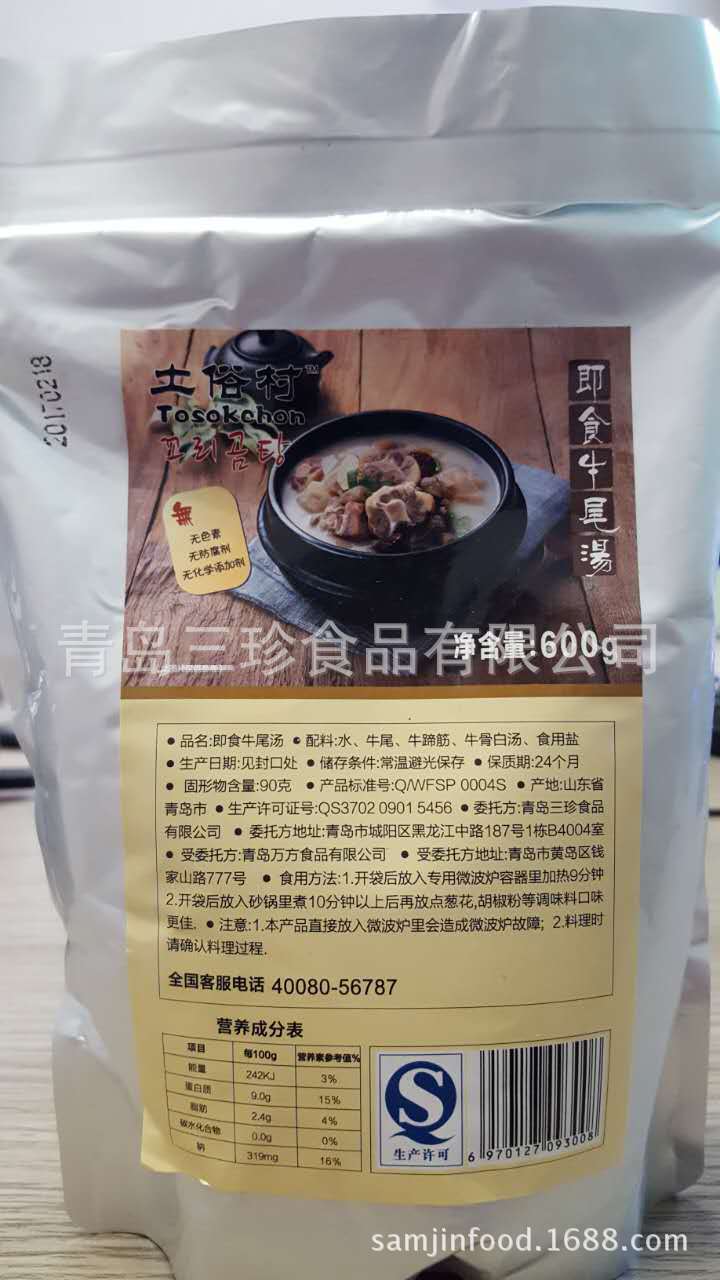 20170218
土俗村™
Tosokchon
꼬리곰탕
即食牛尾湯
無
无色素
无防腐剂
无化学添加剂
净含量:600g
青岛三珍食品有限公司
● 品名:即食牛尾汤 ● 配料:水、牛尾、牛蹄筋、牛骨白汤、食用盐
● 生产日期:见封口处 ● 储存条件:常温避光保存 ● 保质期:24个月
● 固形物含量:90克 ● 产品标准号:Q/WFSP 0004S ● 产地:山东省
青岛市 ● 生产许可证号:QS3702 0901 5456 ● 委托方:青岛三珍食品
有限公司 ● 委托方地址:青岛市城阳区黑龙江中路187号1栋B4004室
● 受委托方:青岛万方食品有限公司 ● 受委托方地址:青岛市黄岛区钱
家山路777号 ● 食用方法:1.开袋后放入专用微波炉容器里加热9分钟
2.开袋后放入砂锅里煮10分钟以上后再放点葱花,胡椒粉等调味料口味
更佳. ● 注意:1.本产品直接放入微波炉里会造成微波炉故障; 2.料理时
请确认料理过程.
全国客服电话 40080-56787
营养成分表
项目 每100g 营养素参考值%
能量 242KJ 3%
蛋白质 9.0g 15%
脂肪 2.4g 4%
碳水化合物 0.0g 0%
钠 319mg 16%
生产许可
6 970127 093008
samjinfood.1688.com